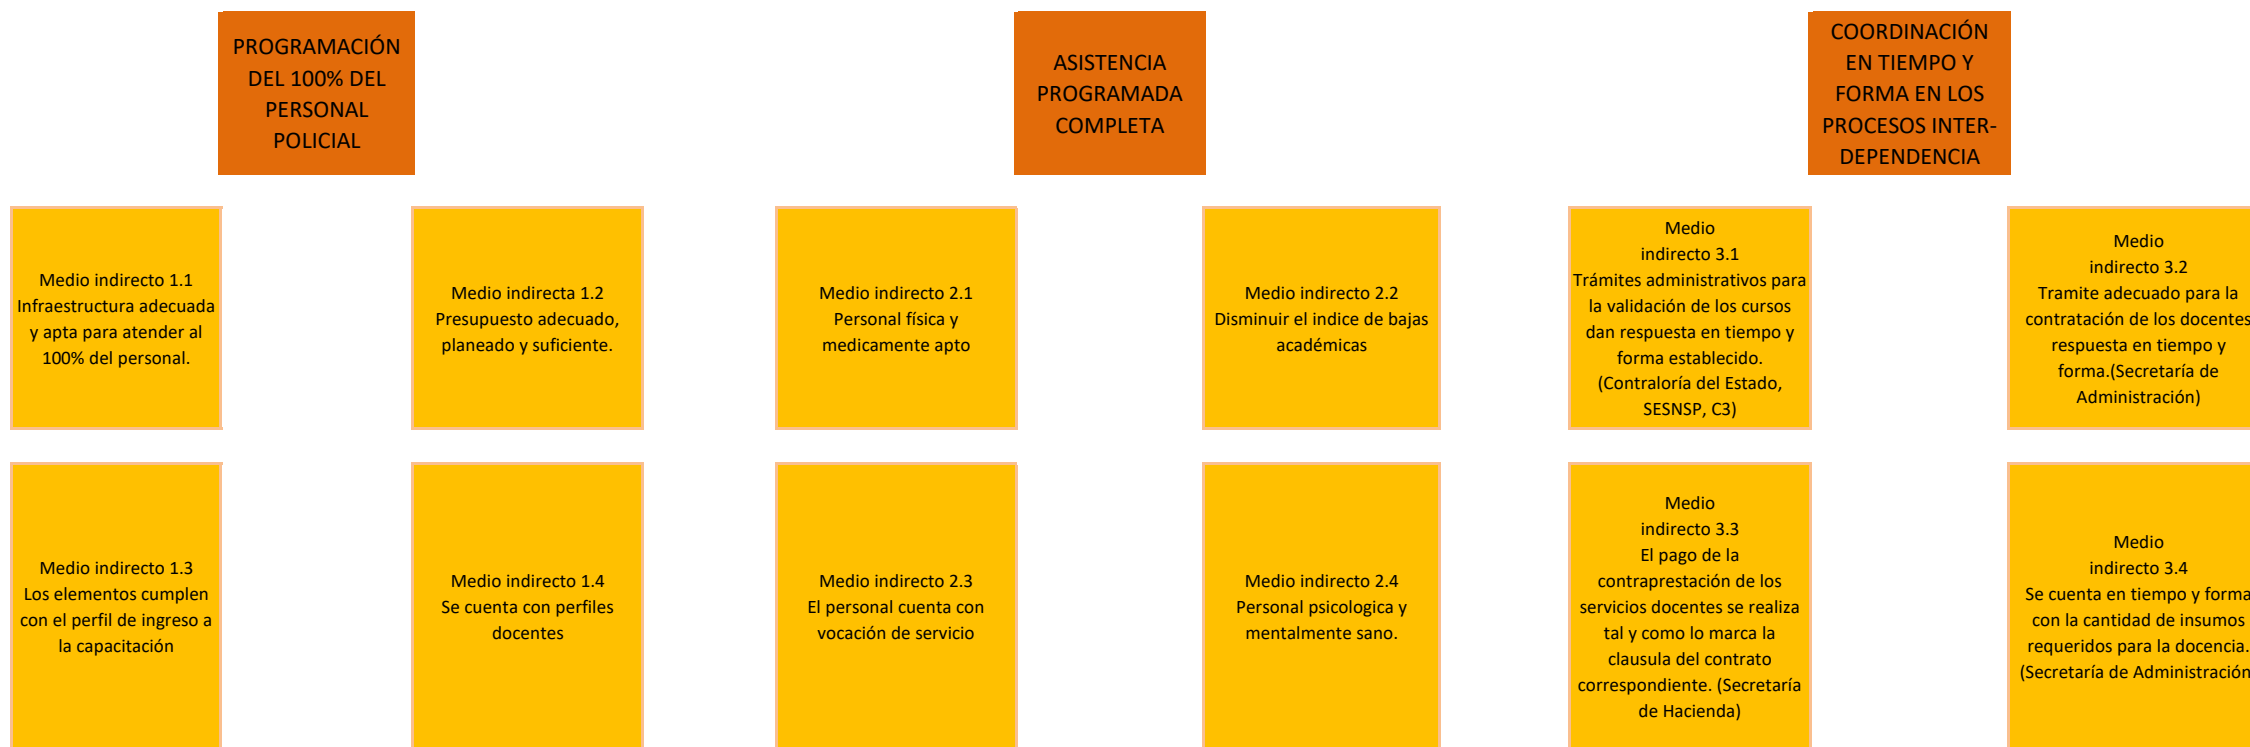 PROGRAMACIÓN
DEL 100% DEL
PERSONAL
POLICIAL
ASISTENCIA
PROGRAMADA
COMPLETA
COORDINACIÓN
EN TIEMPO Y
FORMA EN LOS
PROCESOS INTER-
DEPENDENCIA
Medio indirecto 1.1
Infraestructura adecuada
y apta para atender al
100% del personal.
Medio indirecta 1.2
Presupuesto adecuado,
planeado y suficiente.
Medio indirecto 2.1
Personal física y
medicamente apto
Medio indirecto 2.2
Disminuir el indice de bajas
académicas
Medio
indirecto 3.1
Trámites administrativos para
la validación de los cursos
dan respuesta en tiempo y
forma establecido.
(Contraloría del Estado,
SESNSP, C3)
Medio
indirecto 3.2
Tramite adecuado para la
contratación de los docentes
respuesta en tiempo y
forma.(Secretaría de
Administración)
Medio indirecto 1.3
Los elementos cumplen
con el perfil de ingreso a
la capacitación
Medio indirecto 1.4
Se cuenta con perfiles
docentes
Medio indirecto 2.3
El personal cuenta con
vocación de servicio
Medio indirecto 2.4
Personal psicologica y
mentalmente sano.
Medio
indirecto 3.3
El pago de la
contraprestación de los
servicios docentes se realiza
tal y como lo marca la
clausula del contrato
correspondiente. (Secretaría
de Hacienda)
Medio
indirecto 3.4
Se cuenta en tiempo y forma
con la cantidad de insumos
requeridos para la docencia.
(Secretaría de Administración